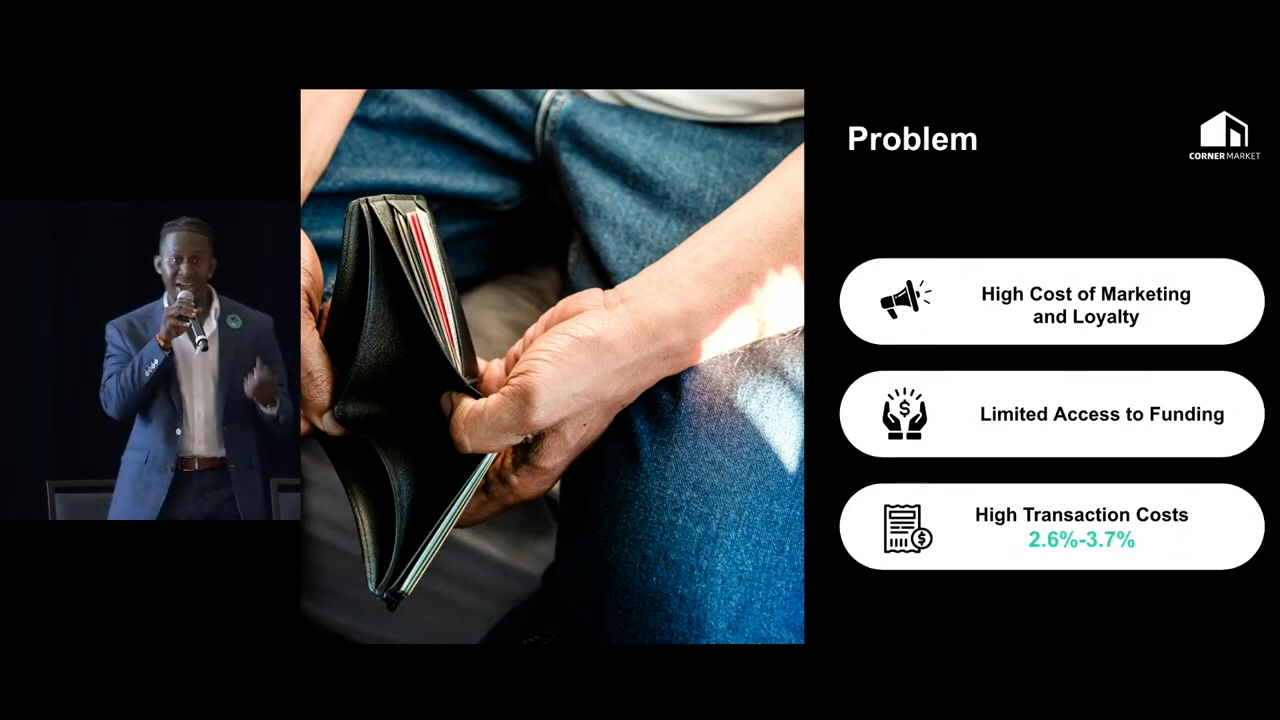 Problem
CORNER MARKET
High Cost of Marketing
and Loyalty
Limited Access to Funding
High Transaction Costs
2.6%-3.7%